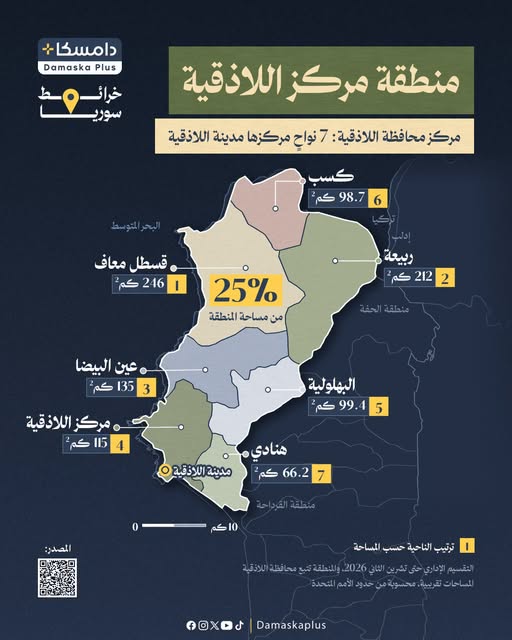 دامسكا+
Damaska Plus
خرائط
سوريا
منطقة مركز اللاذقية
مركز محافظة اللاذقية: 7 نواحٍ مركزها مدينة اللاذقية
كسب
6 98.7 كم²
تركيا
إدلب
البحر المتوسط
ربيعة
2 212 كم²
قسطل معاف
1 246 كم²
25%
من مساحة المنطقة
منطقة الحفة
عين البيضا
3 135 كم²
البهلولية
5 99.4 كم²
مركز اللاذقية
4 115 كم²
هنادي
7 66.2 كم²
مدينة اللاذقية
منطقة القرداحة
0 10كم
1 ترتيب الناحية حسب المساحة
التقسيم الإداري حتى تشرين الثاني 2026، والمنطقة تتبع محافظة اللاذقية
المساحات تقريبية، محسوبة من حدود الأمم المتحدة
المصدر:
Damaskaplus